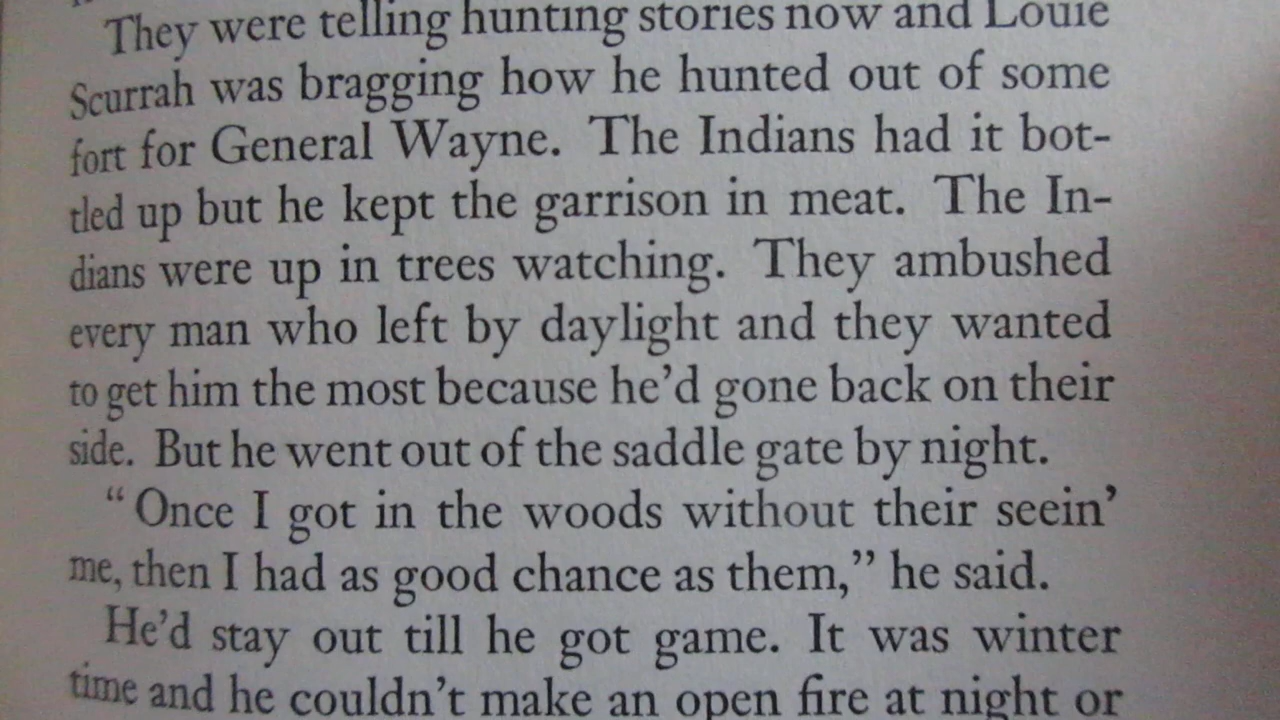 They were telling hunting stories now and Louie
Scurrah was bragging how he hunted out of some
fort for General Wayne. The Indians had it bot-
tled up but he kept the garrison in meat. The In-
dians were up in trees watching. They ambushed
every man who left by daylight and they wanted
to get him the most because he’d gone back on their
side. But he went out of the saddle gate by night.
“Once I got in the woods without their seein’
me, then I had as good chance as them,” he said.
He’d stay out till he got game. It was winter
time and he couldn’t make an open fire at night or